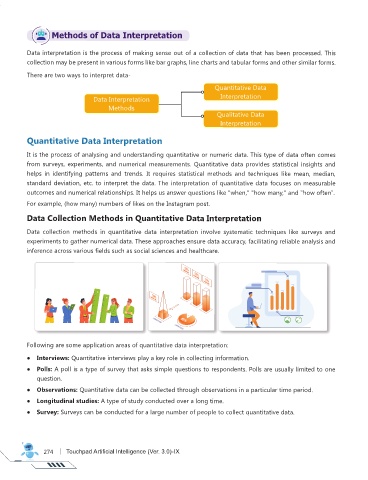 Methods of Data Interpretation
Data interpretation is the process of making sense out of a collection of data that has been processed. This
collection may be present in various forms like bar graphs, line charts and tabular forms and other similar forms.
There are two ways to interpret data-
Quantitative Data
Interpretation
Data Interpretation
Methods
Qualitative Data
Interpretation
Quantitative Data Interpretation
It is the process of analysing and understanding quantitative or numeric data. This type of data often comes
from surveys, experiments, and numerical measurements. Quantitative data provides statistical insights and
helps in identifying patterns and trends. It requires statistical methods and techniques like mean, median,
standard deviation, etc. to interpret the data. The interpretation of quantitative data focuses on measurable
outcomes and numerical relationships. It helps us answer questions like "when," "how many," and "how often".
For example, (how many) numbers of likes on the Instagram post.
Data Collection Methods in Quantitative Data Interpretation
Data collection methods in quantitative data interpretation involve systematic techniques like surveys and
experiments to gather numerical data. These approaches ensure data accuracy, facilitating reliable analysis and
inference across various fields such as social sciences and healthcare.
Following are some application areas of quantitative data interpretation:
● Interviews: Quantitative interviews play a key role in collecting information.
● Polls: A poll is a type of survey that asks simple questions to respondents. Polls are usually limited to one
question.
● Observations: Quantitative data can be collected through observations in a particular time period.
● Longitudinal studies: A type of study conducted over a long time.
● Survey: Surveys can be conducted for a large number of people to collect quantitative data.
274 | Touchpad Artificial Intelligence (Ver. 3.0)-IX